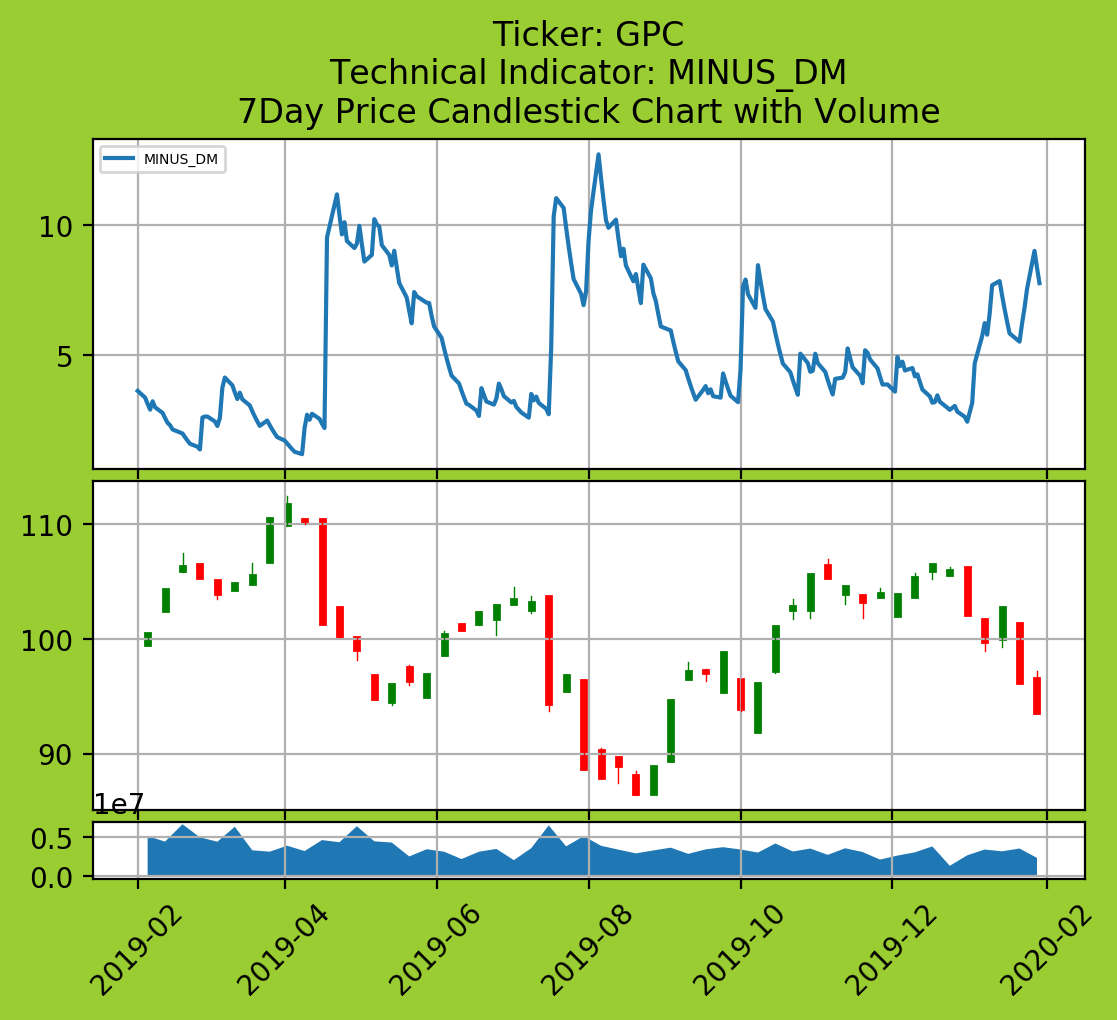 Ticker: GPC
Technical Indicator: MINUS_DM
7Day Price Candlestick Chart with Volume
MINUS_DM
10
5
110
100
90
1e7
0.5
0.0
2019-02
2019-04
2019-06
2019-08
2019-10
2019-12
2020-02